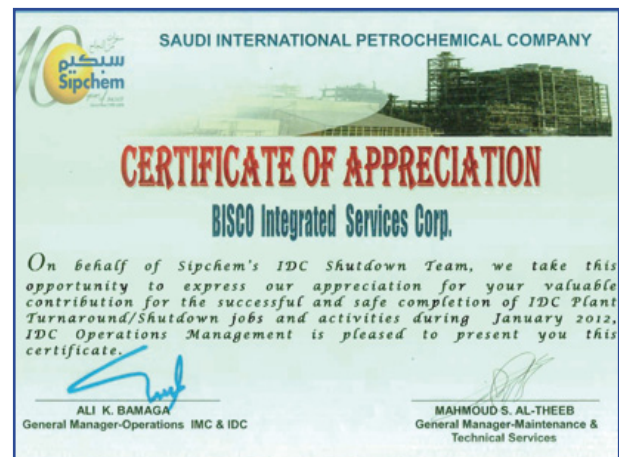 10
سبكيم
Sipchem
SAUDI INTERNATIONAL PETROCHEMICAL COMPANY
CERTIFICATE OF APPRECIATION
BISCO Integrated Services Corp.
On behalf of Sipchem's IDC Shutdown Team, we take this
opportunity to express our appreciation for your valuable
contribution for the successful and safe completion of IDC Plant
Turnaround/Shutdown jobs and activities during January 2012,
IDC Operations Management is pleased to present you this
certificate.
ALI K. BAMAGA
General Manager-Operations IMC & IDC
MAHMOUD S. AL-THEEB
General Manager-Maintenance &
Technical Services